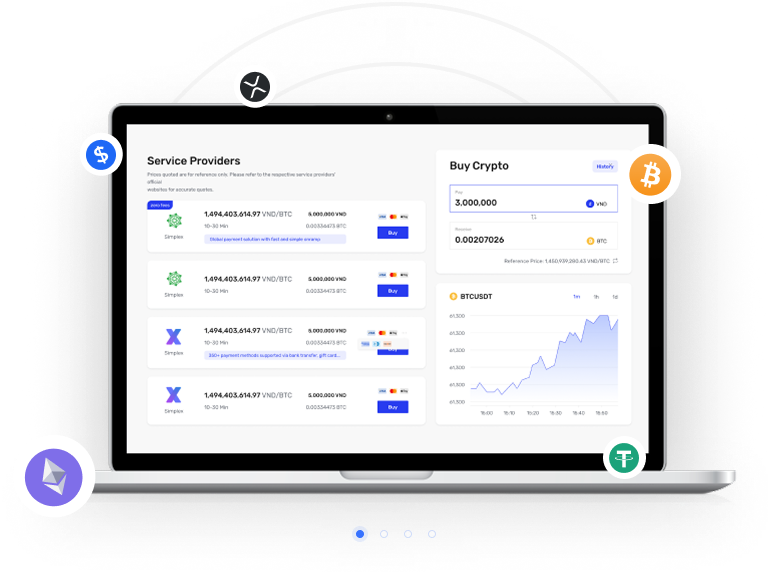 Service Providers
Prices quoted are for reference only. Please refer to the respective service providers' official
websites for accurate quotes.
Zero fees
1,494,403,614.97 VND/BTC
5.000,000 VND
10-30 Min
0.00334473 BTC
Simplex
Global payment solution with fast and simple onramp
Buy
1,494,403,614.97 VND/BTC
5.000,000 VND
10-30 Min
0.00334473 BTC
Simplex
Buy
1,494,403,614.97 VND/BTC
5.000,000 VND
10-30 Min
0.00334473 BTC
Simplex
350+ payment methods supported via bank transfer, gift card...
1,494,403,614.97 VND/BTC
5.000,000 VND
10-30 Min
0.00334473 BTC
Simplex
Buy
Buy Crypto
History
Pay
3.000.000
VND
Receive
0.00207026
BTC
Reference Price: 1,450,939,280.43 VND/BTC
BTCUSDT
1m 1h 1d
61,300
61,300
61,300
61,300
61,300
61,300
15:00 15:10 15:20 15:30 15:40 15:50